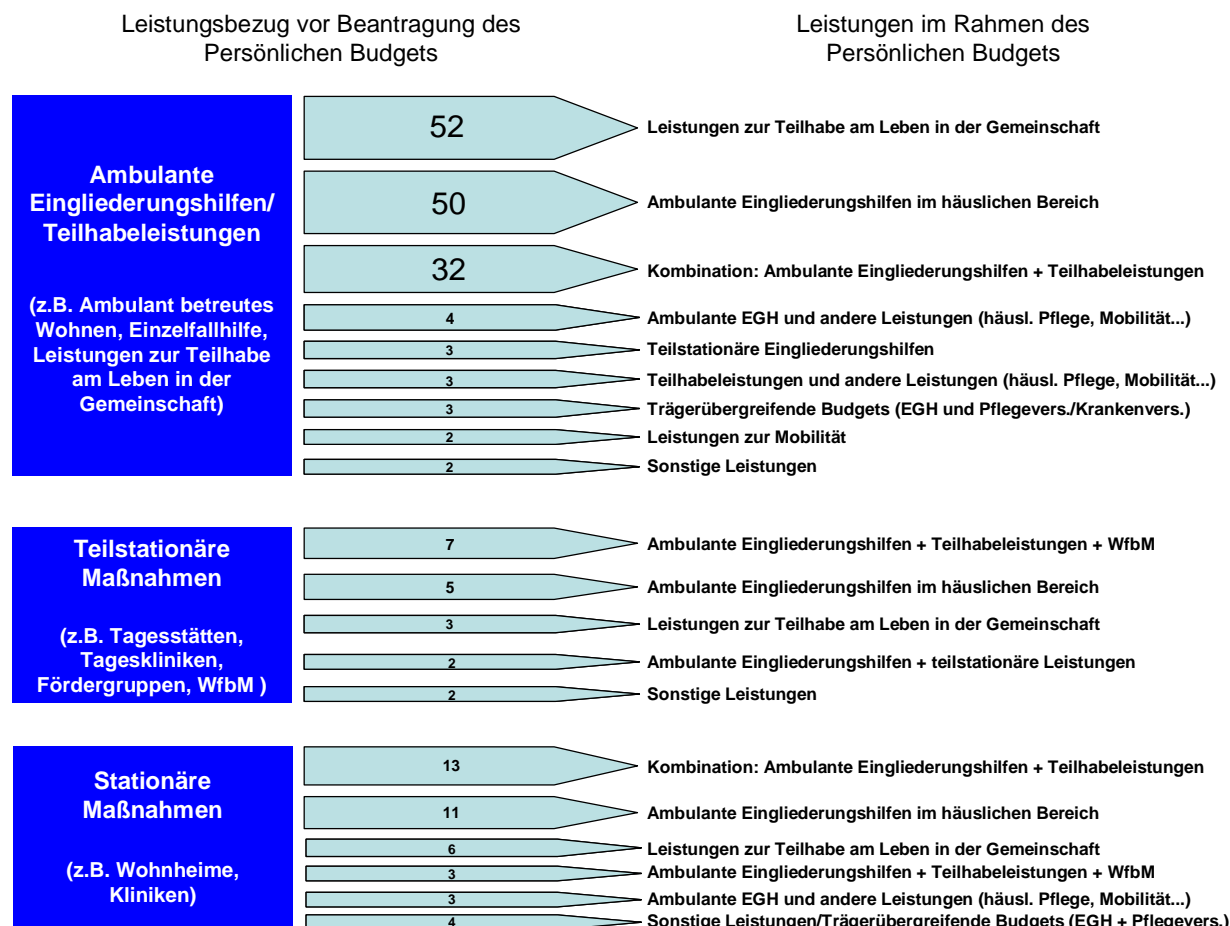 Leistungsbezug vor Beantragung des
Persönlichen Budgets
Leistungen im Rahmen des
Persönlichen Budgets
Ambulante
Eingliederungshilfen/
Teilhabeleistungen
(z.B. Ambulant betreutes
Wohnen, Einzelfallhilfe,
Leistungen zur Teilhabe
am Leben in der
Gemeinschaft)
52 Leistungen zur Teilhabe am Leben in der Gemeinschaft
50 Ambulante Eingliederungshilfen im häuslichen Bereich
32 Kombination: Ambulante Eingliederungshilfen + Teilhabeleistungen
4 Ambulante EGH und andere Leistungen (häusl. Pflege, Mobilität...)
3 Teilstationäre Eingliederungshilfen
3 Teilhabeleistungen und andere Leistungen (häusl. Pflege, Mobilität...)
3 Trägerübergreifende Budgets (EGH und Pflegevers./Krankenvers.)
2 Leistungen zur Mobilität
2 Sonstige Leistungen
Teilstationäre
Maßnahmen
(z.B. Tagesstätten,
Tageskliniken,
Fördergruppen, WfbM )
7 Ambulante Eingliederungshilfen + Teilhabeleistungen + WfbM
5 Ambulante Eingliederungshilfen im häuslichen Bereich
3 Leistungen zur Teilhabe am Leben in der Gemeinschaft
2 Ambulante Eingliederungshilfen + teilstationäre Leistungen
2 Sonstige Leistungen
Stationäre
Maßnahmen
(z.B. Wohnheime,
Kliniken)
13 Kombination: Ambulante Eingliederungshilfen + Teilhabeleistungen
11 Ambulante Eingliederungshilfen im häuslichen Bereich
6 Leistungen zur Teilhabe am Leben in der Gemeinschaft
3 Ambulante Eingliederungshilfen + Teilhabeleistungen + WfbM
3 Ambulante EGH und andere Leistungen (häusl. Pflege, Mobilität...)
4 Sonstige Leistungen/Trägerübergreifende Budgets (EGH + Pflegevers.)